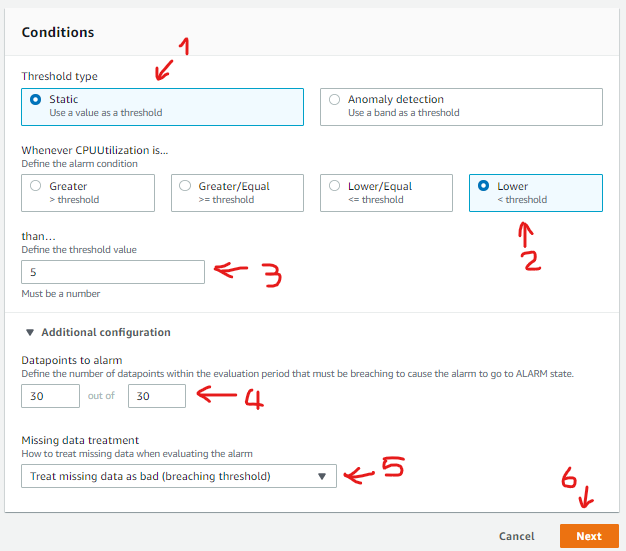 Conditions
1
Threshold type
Static
Use a value as a threshold
Anomaly detection
Use a band as a threshold
Whenever CPUUtilization is...
Define the alarm condition
Greater
> threshold
Greater/Equal
>= threshold
Lower/Equal
<= threshold
Lower
< threshold
2
than...
Define the threshold value
5
3
Must be a number
Additional configuration
Datapoints to alarm
Define the number of datapoints within the evaluation period that must be breaching to cause the alarm to go to ALARM state.
30 out of 30
4
Missing data treatment
How to treat missing data when evaluating the alarm
Treat missing data as bad (breaching threshold)
5
6
Cancel
Next